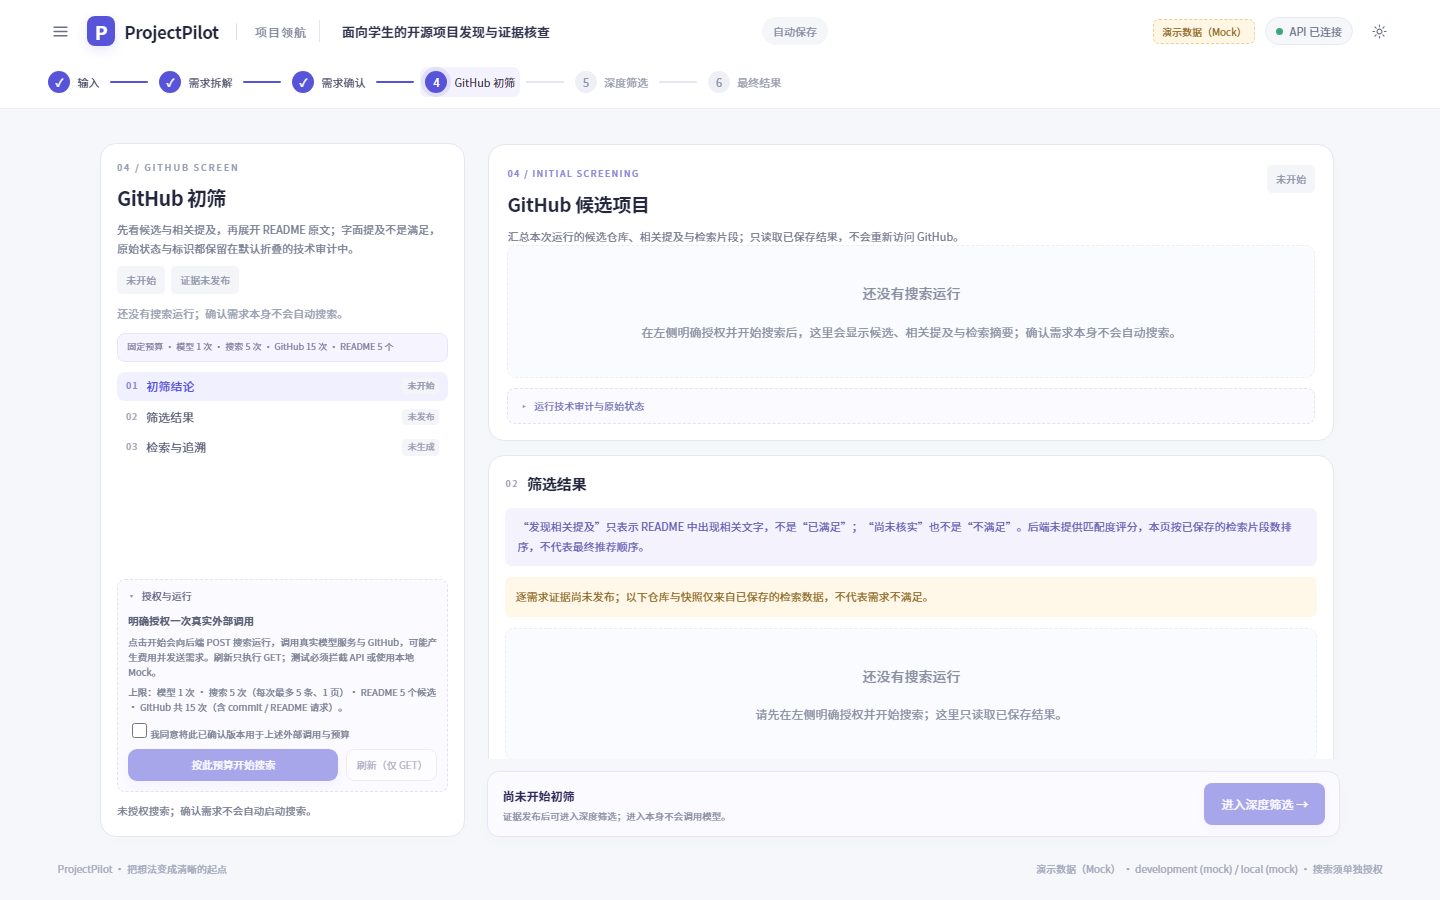 P ProjectPilot 项目领航 面向学生的开源项目发现与证据核查 自动保存 演示数据（Mock） API 已连接
输入 需求拆解 需求确认 4 GitHub 初筛 5 深度筛选 6 最终结果
04 / GITHUB SCREEN
GitHub 初筛
先看候选与相关提及，再展开 README 原文；字面提及不是满足，
原始状态与标识都保留在默认折叠的技术审计中。
未开始 证据未发布
还没有搜索运行；确认需求本身不会自动搜索。
固定预算 · 模型 1 次 · 搜索 5 次 · GitHub 15 次 · README 5 个
01 初筛结论 未开始
02 筛选结果 未发布
03 检索与追溯 未生成
授权与运行
明确授权一次真实外部调用
点击开始会向后端 POST 搜索运行，调用真实模型服务与 GitHub，可能产
生费用并发送需求。刷新只执行 GET；测试必须拦截 API 或使用本地
Mock。
上限：模型 1 次 · 搜索 5 次（每次最多 5 条、1 页） · README 5 个候选
· GitHub 共 15 次（含 commit / README 请求）。
我同意将此已确认版本用于上述外部调用与预算
按此预算开始搜索 刷新（仅 GET）
未授权搜索；确认需求不会自动启动搜索。
04 / INITIAL SCREENING
未开始
GitHub 候选项目
汇总本次运行的候选仓库、相关提及与检索片段；只读取已保存结果，不会重新访问 GitHub。
还没有搜索运行
在左侧明确授权并开始搜索后，这里会显示候选、相关提及与检索摘要；确认需求本身不会自动搜索。
运行技术审计与原始状态
02 筛选结果
“发现相关提及”只表示 README 中出现相关文字，不是“已满足”；“尚未核实”也不是“不满足”。后端未提供匹配度评分，本页按已保存的检索片段数排
序，不代表最终推荐顺序。
逐需求证据尚未发布；以下仓库与快照仅来自已保存的检索数据，不代表需求不满足。
还没有搜索运行
请先在左侧明确授权并开始搜索；这里只读取已保存结果。
尚未开始初筛
证据发布后可进入深度筛选；进入本身不会调用模型。
进入深度筛选 →
ProjectPilot · 把想法变成清晰的起点
演示数据（Mock） · development (mock) / local (mock) · 搜索须单独授权